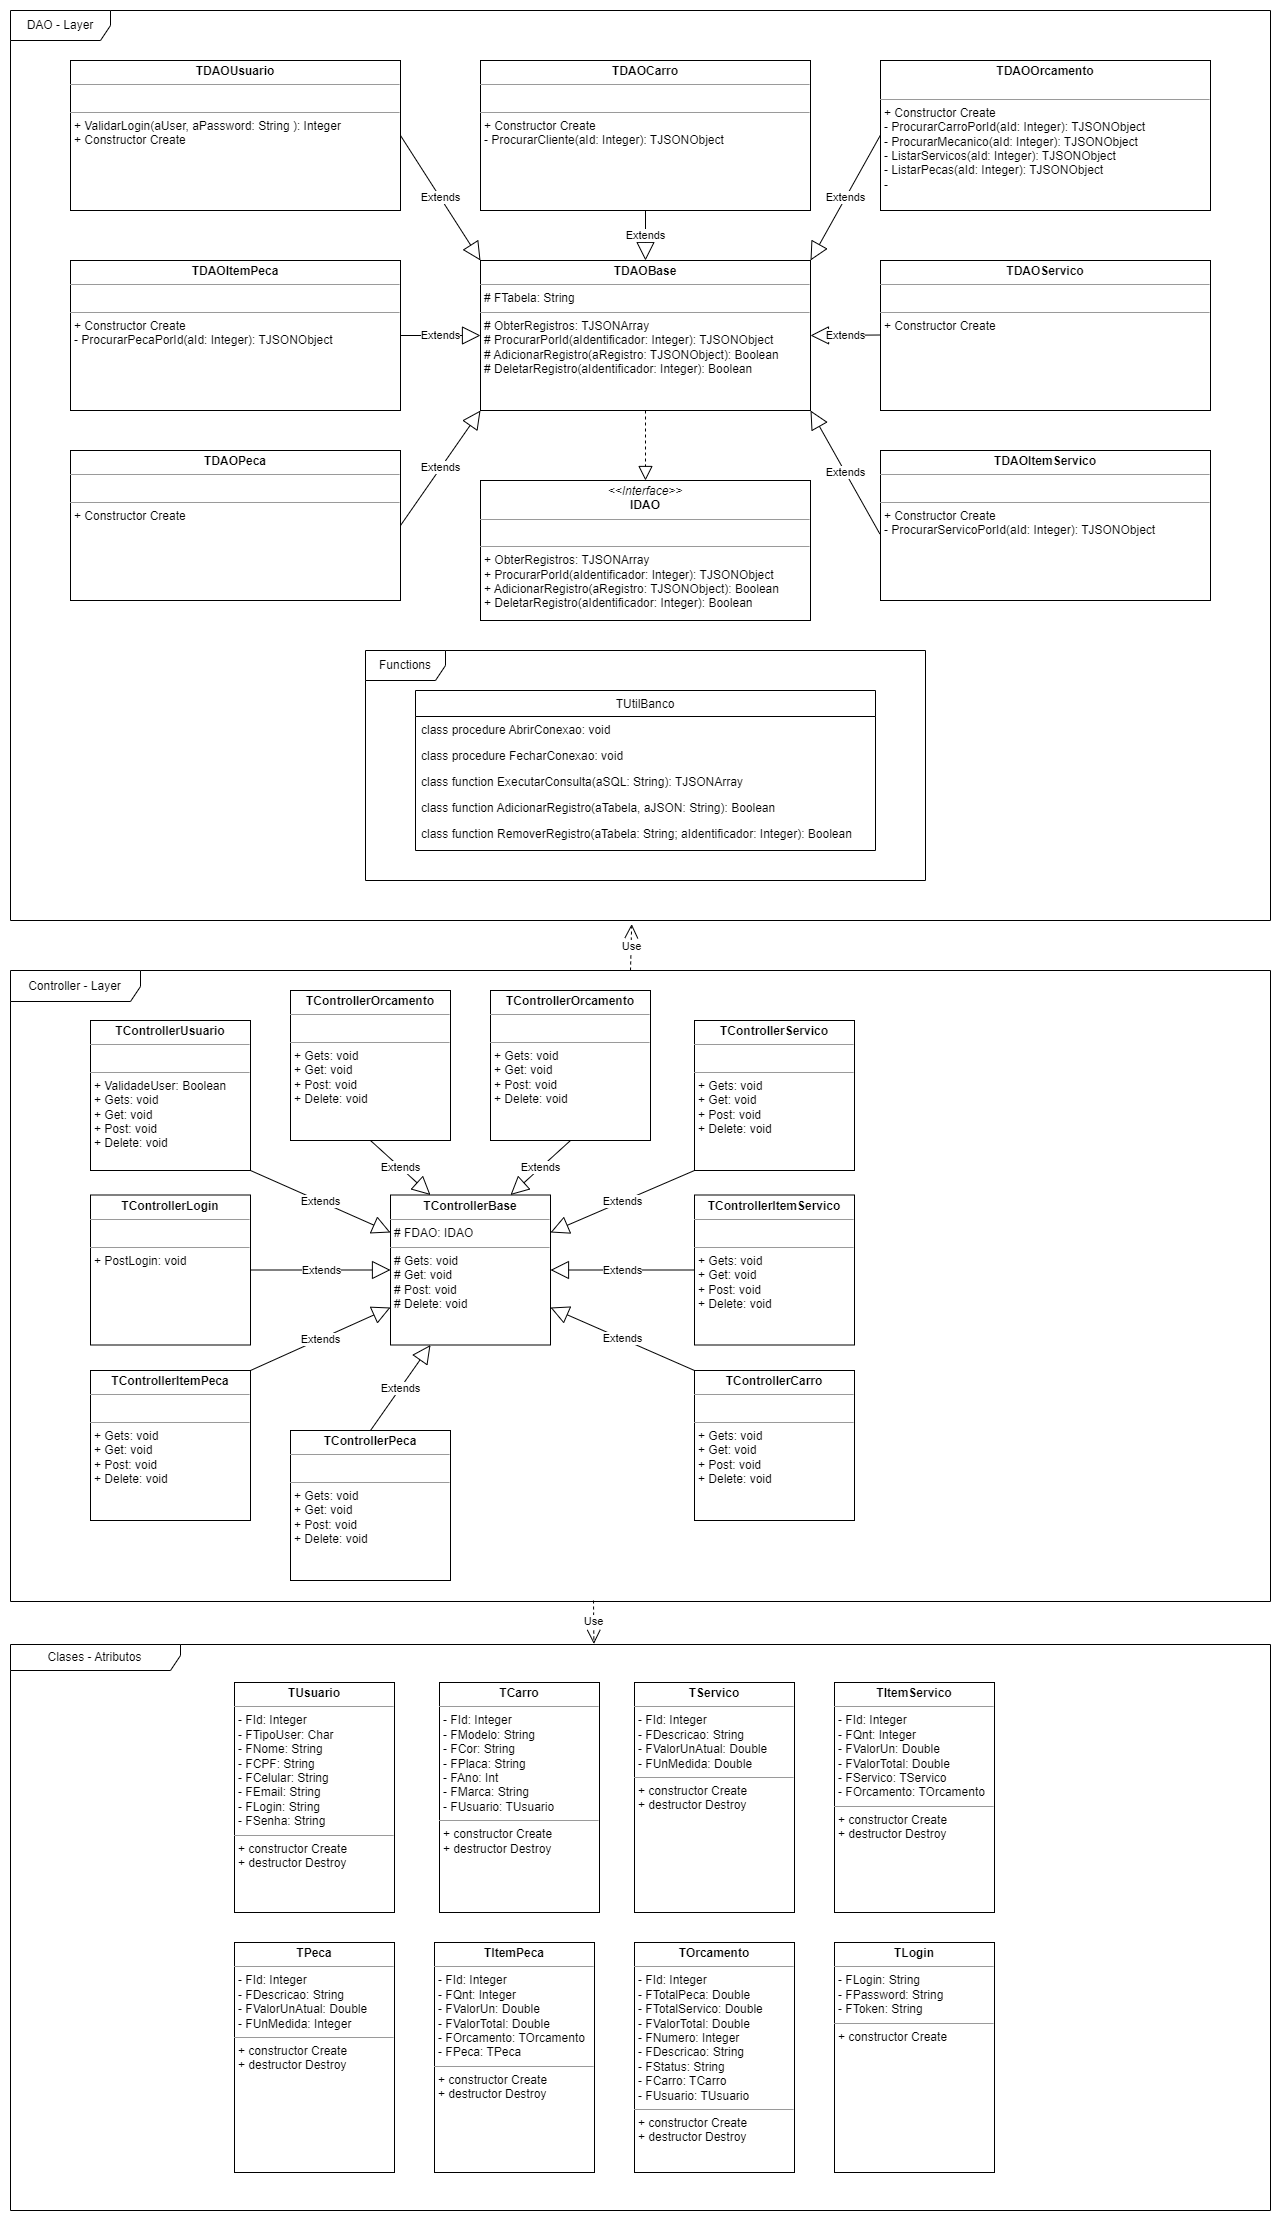 DAO - Layer
TDAOUsuario
+ ValidarLogin(aUser, aPassword: String ): Integer
+ Constructor Create
TDAOCarro
+ Constructor Create
- ProcurarCliente(aId: Integer): TJSONObject
TDAOOrcamento
+ Constructor Create
- ProcurarCarroPorId(aId: Integer): TJSONObject
- ProcurarMecanico(aId: Integer): TJSONObject
- ListarServicos(aId: Integer): TJSONObject
- ListarPecas(aId: Integer): TJSONObject
-
Extends
Extends
Extends
TDAOItemPeca
+ Constructor Create
- ProcurarPecaPorId(aId: Integer): TJSONObject
Extends
TDAOBase
# FTabela: String
# ObterRegistros: TJSONArray
# ProcurarPorId(aIdentificador: Integer): TJSONObject
# AdicionarRegistro(aRegistro: TJSONObject): Boolean
# DeletarRegistro(aIdentificador: Integer): Boolean
Extends
TDAOServico
+ Constructor Create
TDAOPeca
+ Constructor Create
Extends
<<Interface>>
IDAO
+ ObterRegistros: TJSONArray
+ ProcurarPorId(aIdentificador: Integer): TJSONObject
+ AdicionarRegistro(aRegistro: TJSONObject): Boolean
+ DeletarRegistro(aIdentificador: Integer): Boolean
Extends
TDAOItemServico
+ Constructor Create
- ProcurarServicoPorId(aId: Integer): TJSONObject
Functions
TUtilBanco
class procedure AbrirConexao: void
class procedure FecharConexao: void
class function ExecutarConsulta(aSQL: String): TJSONArray
class function AdicionarRegistro(aTabela, aJSON: String): Boolean
class function RemoverRegistro(aTabela: String; aIdentificador: Integer): Boolean
Use
Controller - Layer
TControllerUsuario
+ ValidadeUser: Boolean
+ Gets: void
+ Get: void
+ Post: void
+ Delete: void
TControllerOrcamento
+ Gets: void
+ Get: void
+ Post: void
+ Delete: void
TControllerOrcamento
+ Gets: void
+ Get: void
+ Post: void
+ Delete: void
TControllerServico
+ Gets: void
+ Get: void
+ Post: void
+ Delete: void
Extends
Extends
Extends
Extends
TControllerLogin
+ PostLogin: void
Extends
TControllerBase
# FDAO: IDAO
# Gets: void
# Get: void
# Post: void
# Delete: void
Extends
TControllerItemServico
+ Gets: void
+ Get: void
+ Post: void
+ Delete: void
Extends
Extends
Extends
TControllerItemPeca
+ Gets: void
+ Get: void
+ Post: void
+ Delete: void
TControllerPeca
+ Gets: void
+ Get: void
+ Post: void
+ Delete: void
TControllerCarro
+ Gets: void
+ Get: void
+ Post: void
+ Delete: void
Use
Clases - Atributos
TUsuario
- FId: Integer
- FTipoUser: Char
- FNome: String
- FCPF: String
- FCelular: String
- FEmail: String
- FLogin: String
- FSenha: String
+ constructor Create
+ destructor Destroy
TCarro
- FId: Integer
- FModelo: String
- FCor: String
- FPlaca: String
- FAno: Int
- FMarca: String
- FUsuario: TUsuario
+ constructor Create
+ destructor Destroy
TServico
- FId: Integer
- FDescricao: String
- FValorUnAtual: Double
- FUnMedida: Double
+ constructor Create
+ destructor Destroy
TItemServico
- FId: Integer
- FQnt: Integer
- FValorUn: Double
- FValorTotal: Double
- FServico: TServico
- FOrcamento: TOrcamento
+ constructor Create
+ destructor Destroy
TPeca
- FId: Integer
- FDescricao: String
- FValorUnAtual: Double
- FUnMedida: Integer
+ constructor Create
+ destructor Destroy
TItemPeca
- FId: Integer
- FQnt: Integer
- FValorUn: Double
- FValorTotal: Double
- FOrcamento: TOrcamento
- FPeca: TPeca
+ constructor Create
+ destructor Destroy
TOrcamento
- FId: Integer
- FTotalPeca: Double
- FTotalServico: Double
- FValorTotal: Double
- FNumero: Integer
- FDescricao: String
- FStatus: String
- FCarro: TCarro
- FUsuario: TUsuario
+ constructor Create
+ destructor Destroy
TLogin
- FLogin: String
- FPassword: String
- FToken: String
+ constructor Create